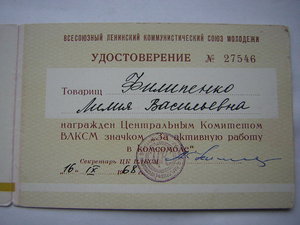 ВСЕСОЮЗНЫЙ ЛЕНИНСКИЙ КОММУНИСТИЧЕСКИЙ СОЮЗ МОЛОДЕЖИ
УДОСТОВЕРЕНИЕ № 27546
Товарищ Филипенко
Лилия Васильевна
награжден Центральным Комитетом
ВЛКСМ значком „За активную работу
в комсомоле“
Секретарь ЦК ВЛКСМ
„16“ IX 1968